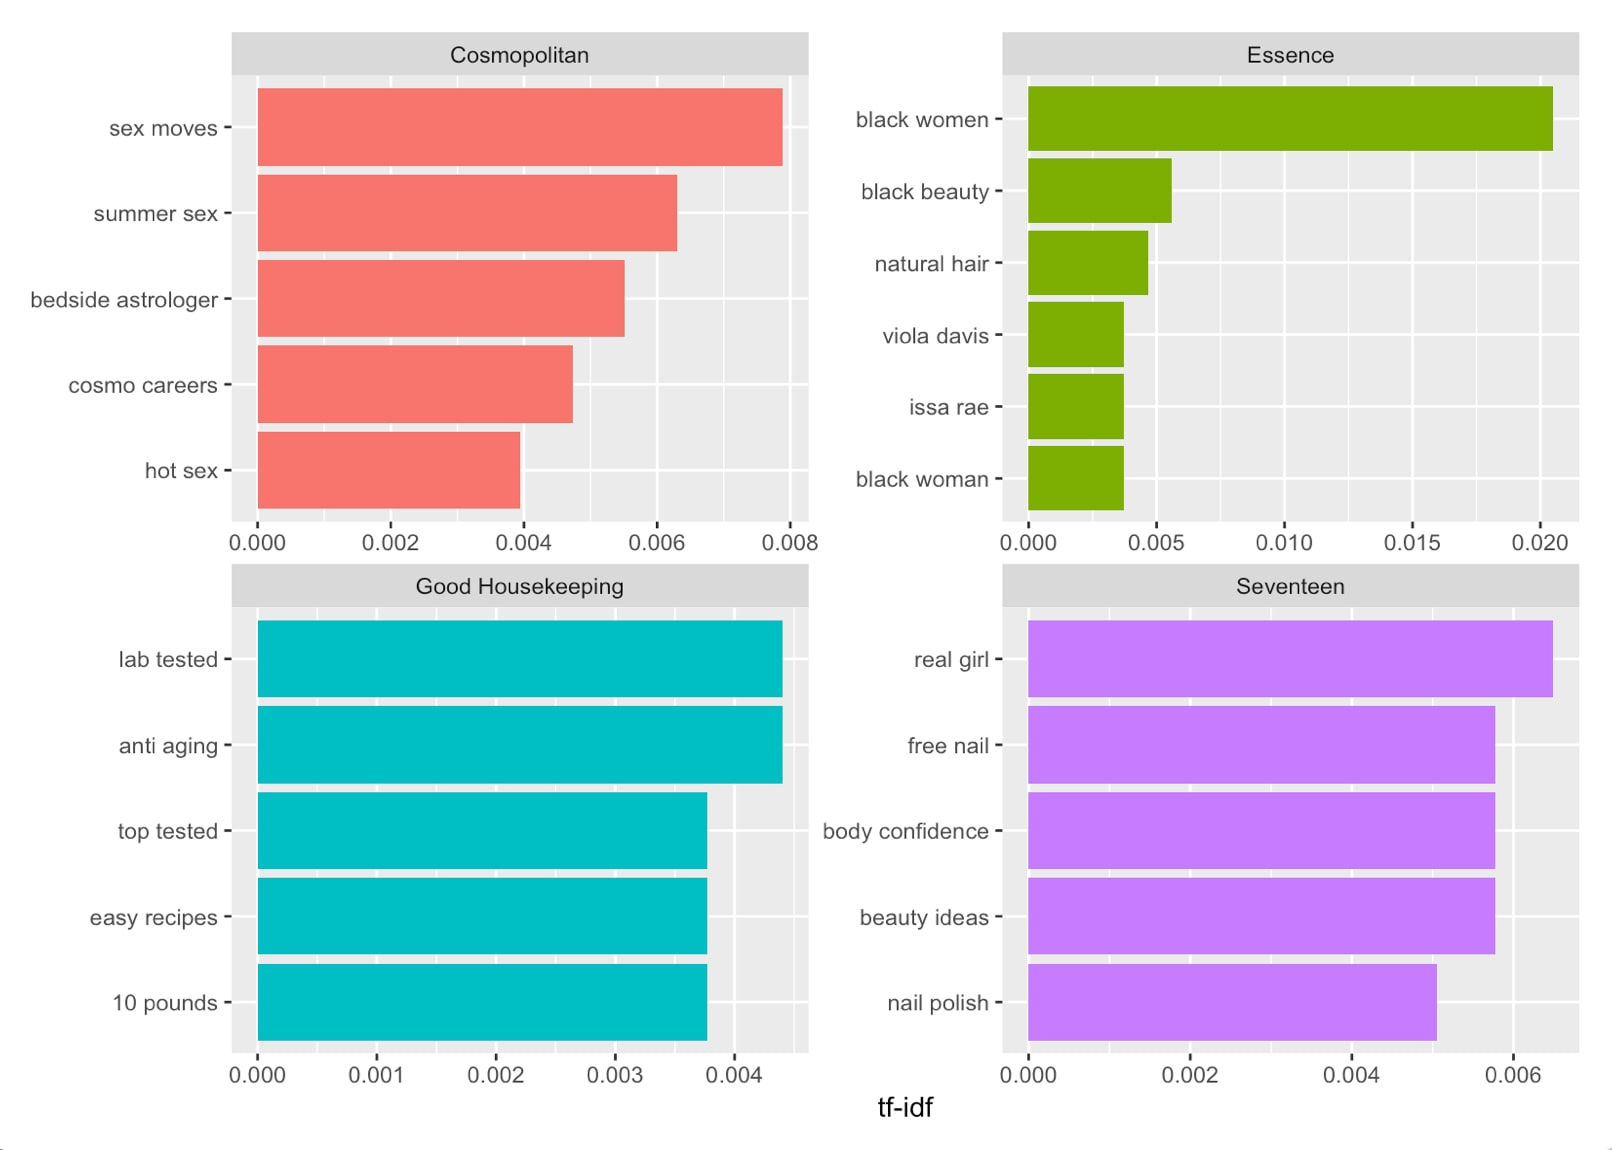 Cosmopolitan
sex moves
summer sex
bedside astrologer
cosmo careers
hot sex
0.000 0.002 0.004 0.006 0.008
Essence
black women
black beauty
natural hair
viola davis
issa rae
black woman
0.000 0.005 0.010 0.015 0.020
Good Housekeeping
lab tested
anti aging
top tested
easy recipes
10 pounds
0.000 0.001 0.002 0.003 0.004
Seventeen
real girl
free nail
body confidence
beauty ideas
nail polish
0.000 0.002 0.004 0.006
tf-idf